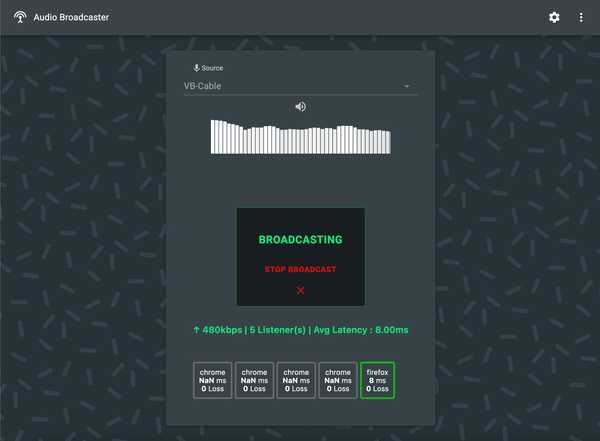 Audio Broadcaster
Source
VB-Cable
BROADCASTING
STOP BROADCAST
↑ 480kbps | 5 Listener(s) | Avg Latency : 8.00ms
chrome chrome chrome chrome firefox
NaN ms NaN ms NaN ms NaN ms 8 ms
0 Loss 0 Loss 0 Loss 0 Loss 0 Loss